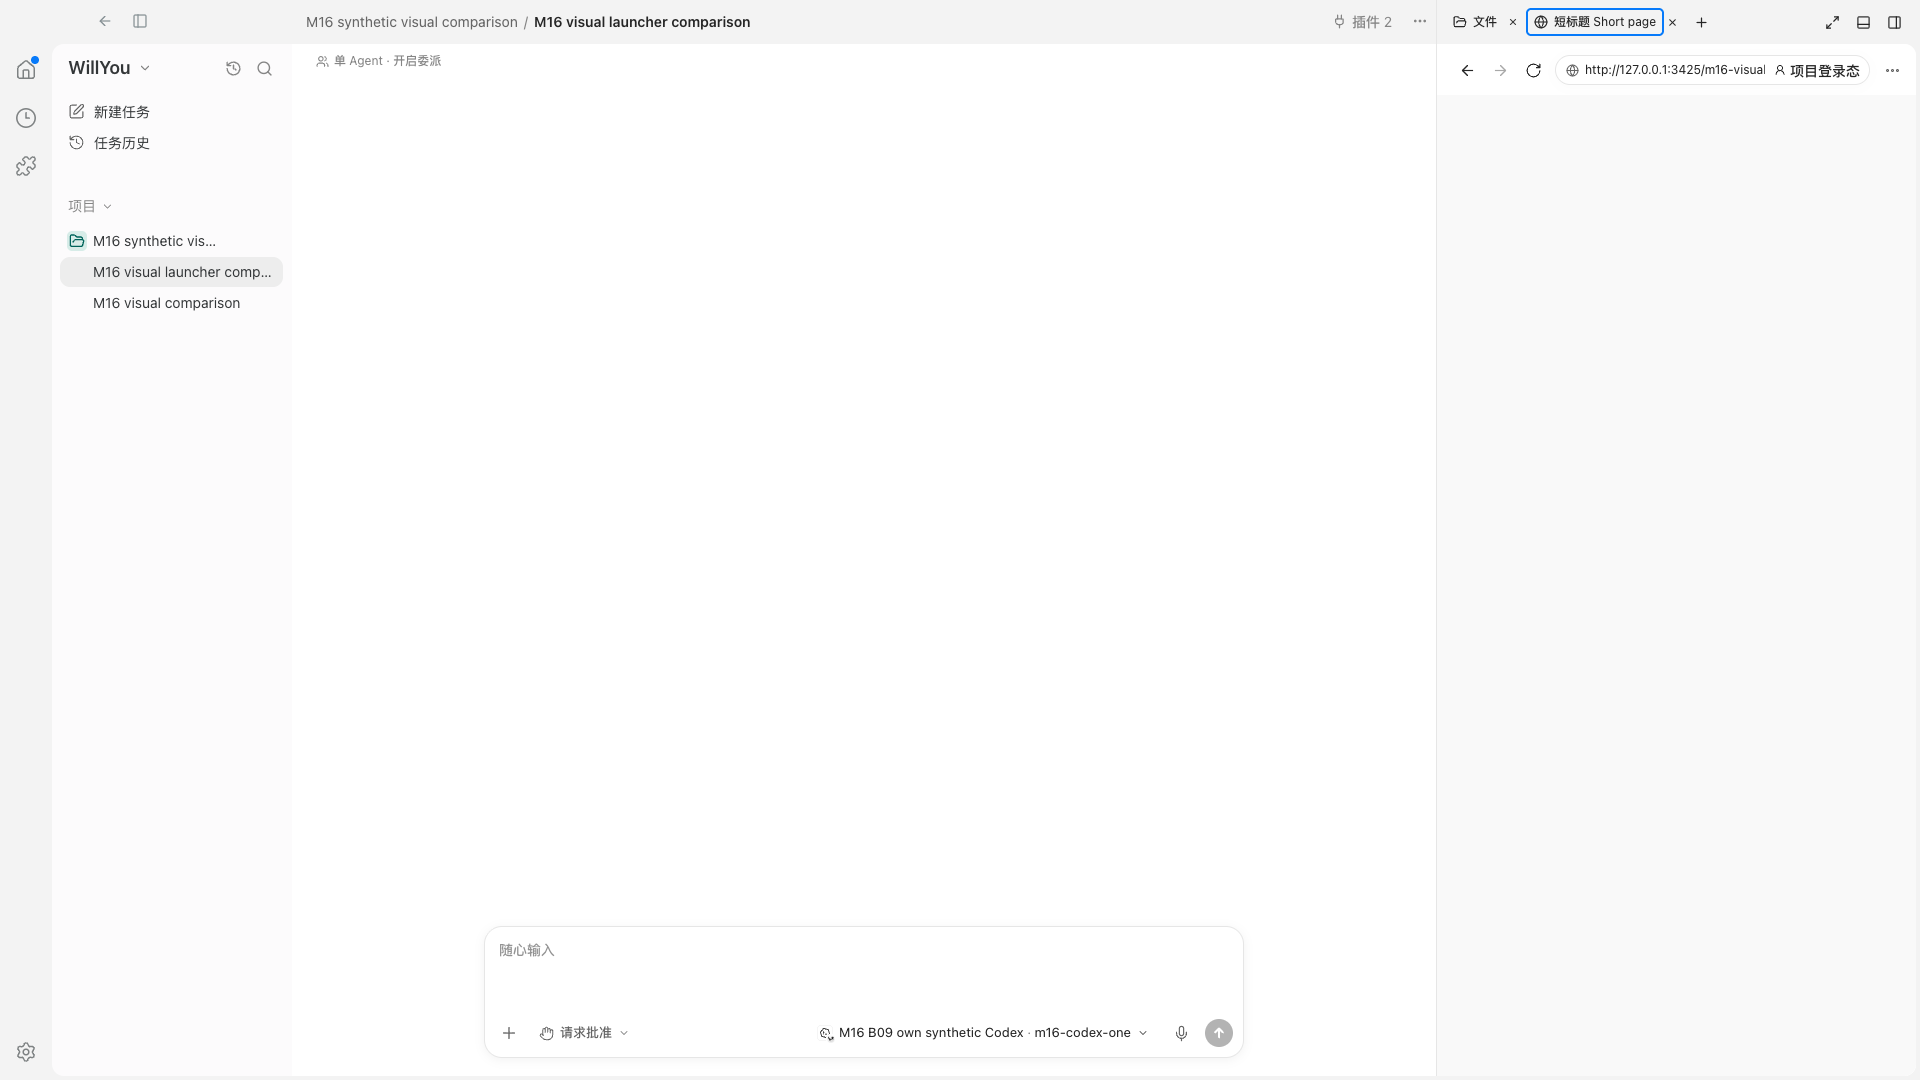 M16 synthetic visual comparison / M16 visual launcher comparison
插件 2
文件
短标题 Short page
WillYou
单 Agent · 开启委派
http://127.0.0.1:3425/m16-visual
项目登录态
新建任务
任务历史
项目
M16 synthetic vis...
M16 visual launcher comp...
M16 visual comparison
随心输入
请求批准
M16 B09 own synthetic Codex · m16-codex-one